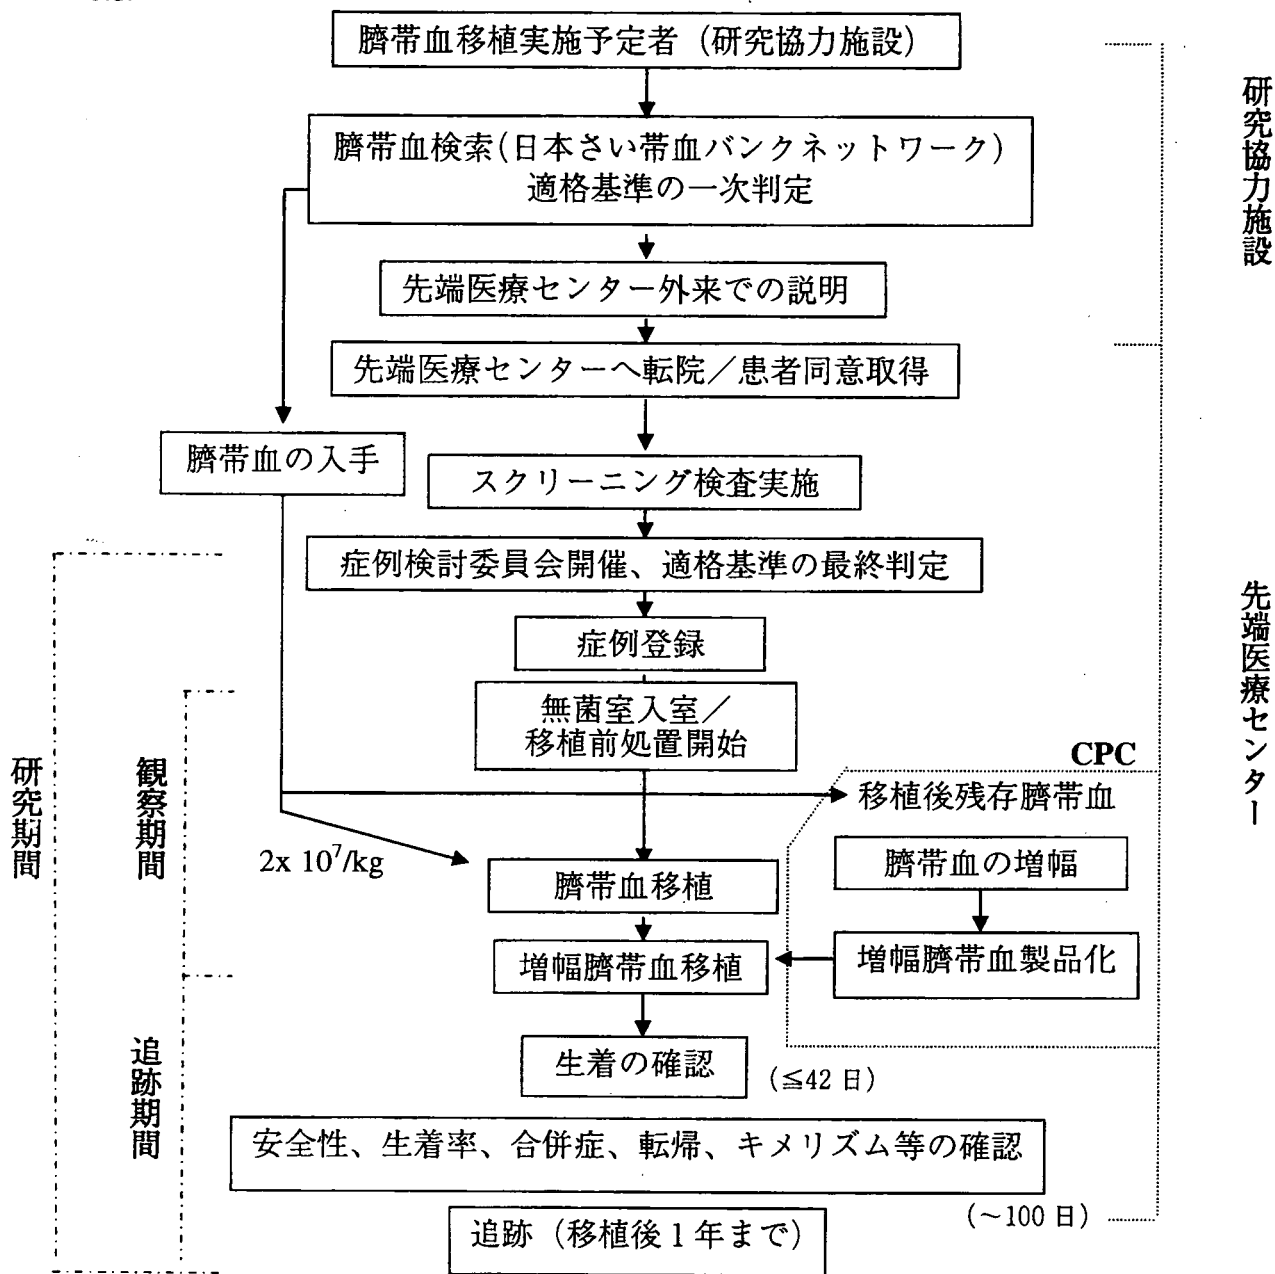 臍帯血移植実施予定者（研究協力施設）
臍帯血検索(日本さい帯血バンクネットワーク)
適格基準の一次判定
先端医療センター外来での説明
先端医療センターへ転院／患者同意取得
臍帯血の入手
スクリーニング検査実施
症例検討委員会開催、適格基準の最終判定
症例登録
無菌室入室／
移植前処置開始
CPC
移植後残存臍帯血
2x 10⁷/kg
臍帯血の増幅
臍帯血移植
増幅臍帯血製品化
増幅臍帯血移植
生着の確認
(≦42日)
安全性、生着率、合併症、転帰、キメリズム等の確認
(～100日)
追跡（移植後1年まで）
研究期間
観察期間
追跡期間
研究協力施設
先端医療センター